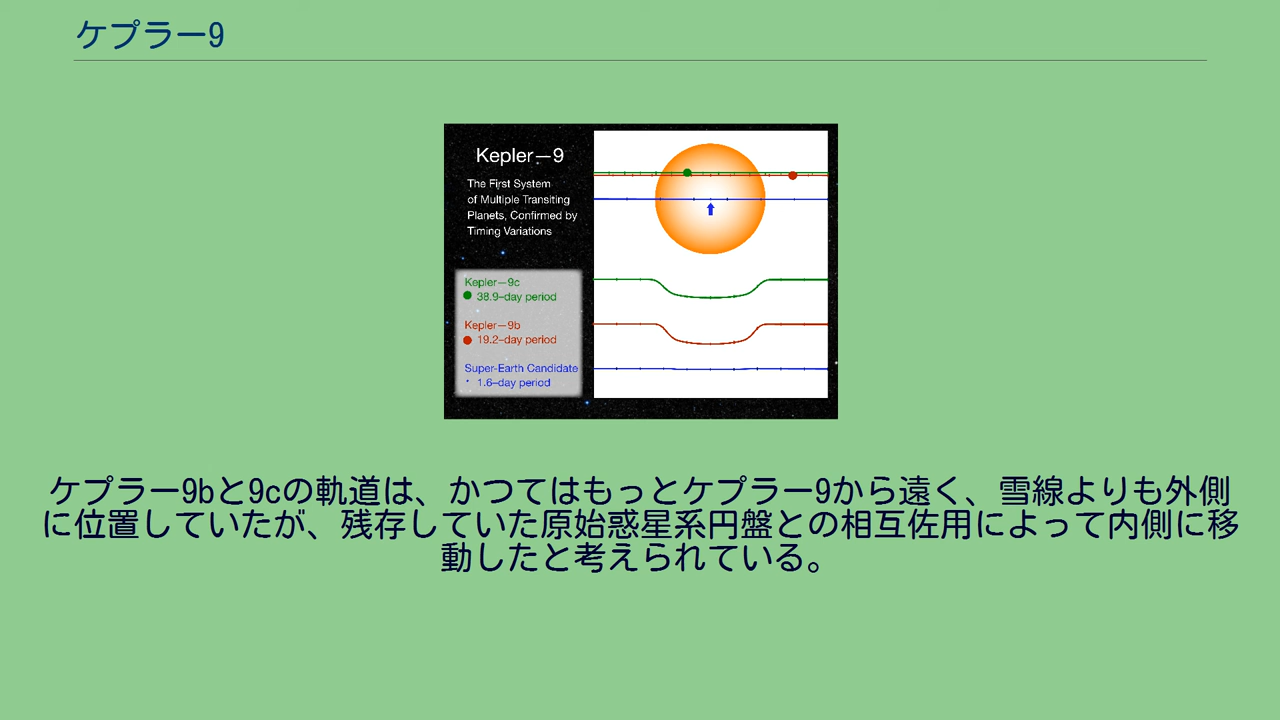 ケプラー9
Kepler—9
The First System
of Multiple Transiting
Planets, Confirmed by
Timing Variations
Kepler—9c
38.9–day period
Kepler—9b
19.2–day period
Super-Earth Candidate
1.6–day period
ケプラー9bと9cの軌道は、かつてはもっとケプラー9から遠く、雪線よりも外側
に位置していたが、残存していた原始惑星系円盤との相互佐用によって内側に移
動したと考えられている。